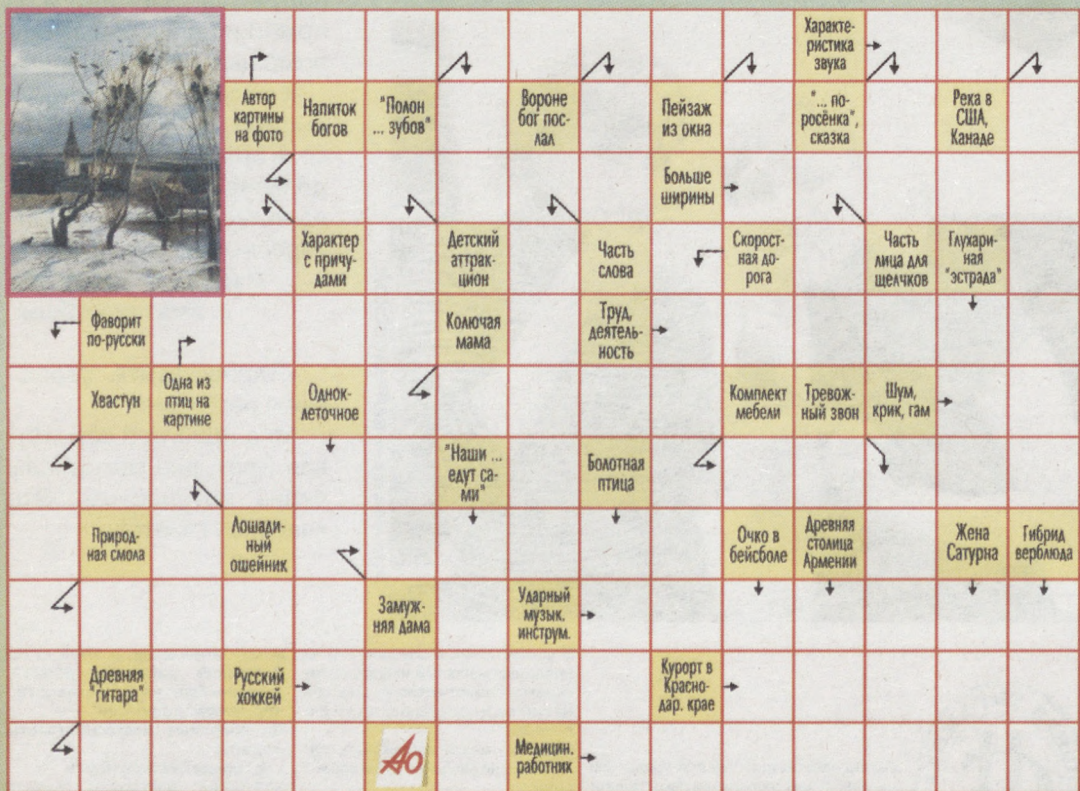 Характе-
ристика
звука
Автор
картины
на фото
Напиток
богов
"Полон
... зубов"
Вороне
бог пос-
лал
Пейзаж
из окна
"... по-
росёнка",
сказка
Река в
США,
Канаде
Больше
ширины
Характер
с причу-
дами
Детский
аттрак-
цион
Часть
слова
Скорост-
ная до-
рога
Часть
лица для
щелчков
Глухари-
ная
"эстрада"
Фаворит
по-русски
Колючая
мама
Труд,
деятель-
ность
Хвастун
Одна из
птиц на
картине
Однок-
леточное
Комплект
мебели
Тревож-
ный звон
Шум,
крик, гам
"Наши ...
едут са-
ми"
Болотная
птица
Природ-
ная смола
Лошади-
ный
ошейник
Очко в
бейсболе
Древняя
столица
Армении
Жена
Сатурна
Гибрид
верблюда
Замуж-
няя дама
Ударный
музык.
инструм.
Древняя
"гитара"
Русский
хоккей
Курорт в
Красно-
дар. крае
Ао
Медицин.
работник